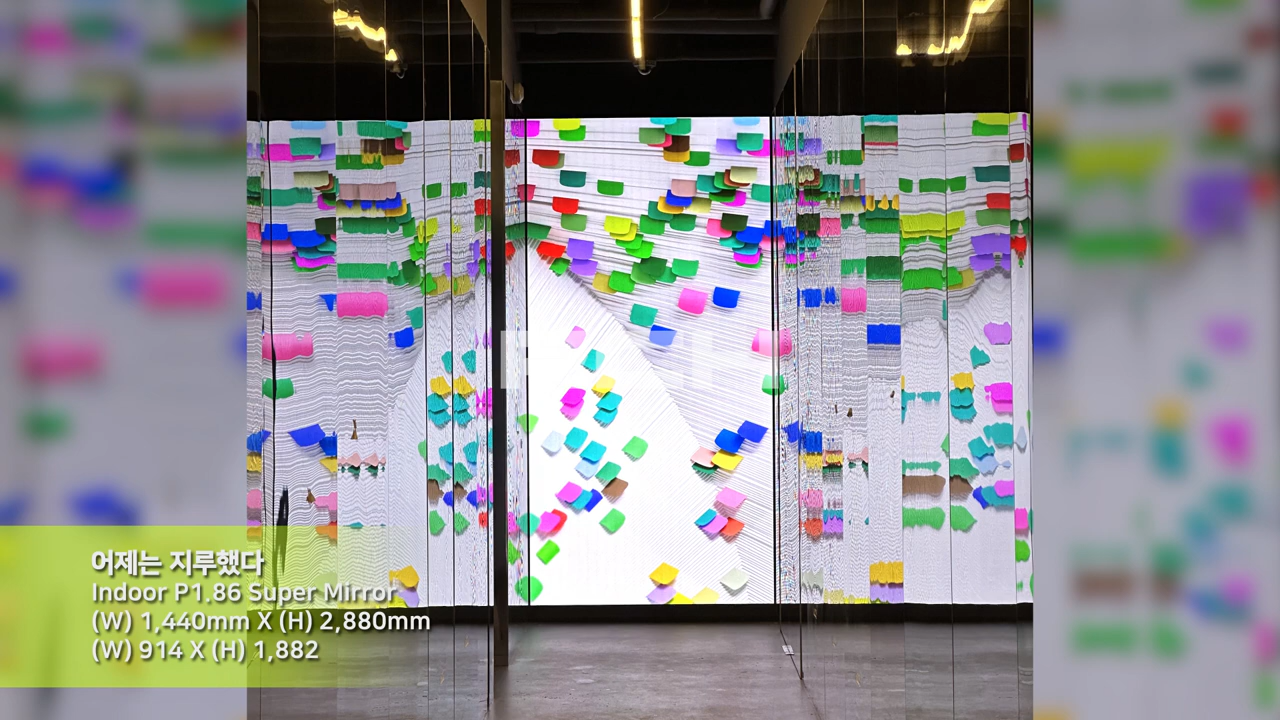 어제는 지루했다
Indoor P1.86 Super Mirror
(W) 1,440mm X (H) 2,880mm
(W) 914 X (H) 1,882